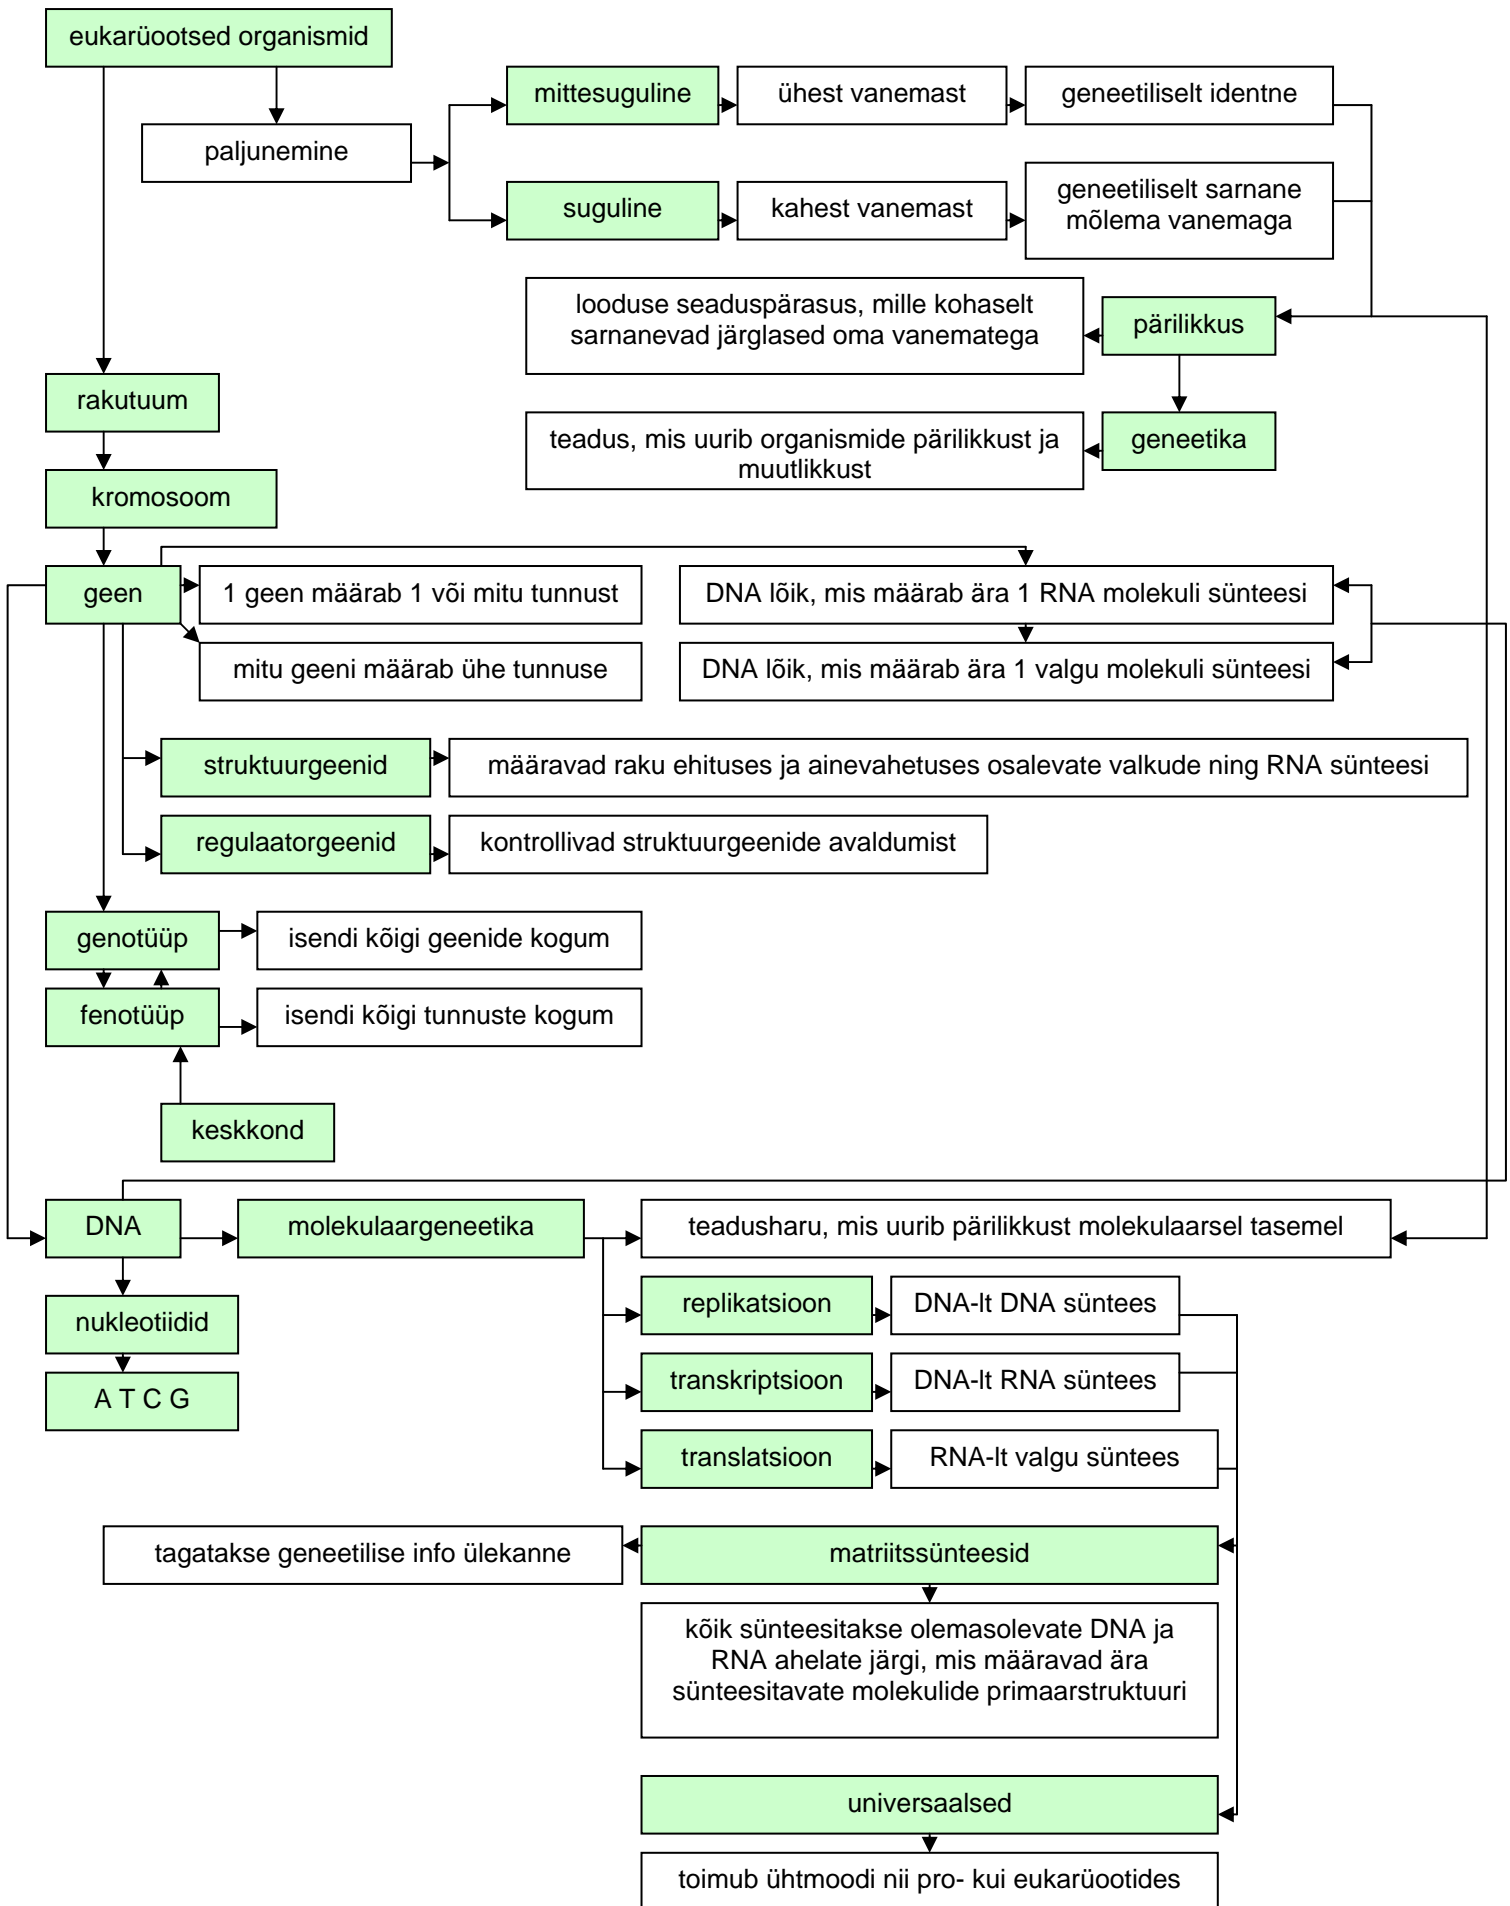 eukarüootsed organismid
mittesuguline
ühest vanemast
geneetiliselt identne
paljunemine
suguline
kahest vanemast
geneetiliselt sarnane
mõlema vanemaga
looduse seaduspärasus, mille kohaselt
sarnanevad järglased oma vanematega
pärilikkus
rakutuum
teadus, mis uurib organismide pärilikkust ja
muutlikkust
geneetika
kromosoom
geen
1 geen määrab 1 või mitu tunnust
DNA lõik, mis määrab ära 1 RNA molekuli sünteesi
mitu geeni määrab ühe tunnuse
DNA lõik, mis määrab ära 1 valgu molekuli sünteesi
struktuurgeenid
määravad raku ehituses ja ainevahetuses osalevate valkude ning RNA sünteesi
regulaatorgeenid
kontrollivad struktuurgeenide avaldumist
genotüüp
isendi kõigi geenide kogum
fenotüüp
isendi kõigi tunnuste kogum
keskkond
DNA
molekulaargeneetika
teadusharu, mis uurib pärilikkust molekulaarsel tasemel
nukleotiidid
replikatsioon
DNA-lt DNA süntees
A T C G
transkriptsioon
DNA-lt RNA süntees
translatsioon
RNA-lt valgu süntees
tagatakse geneetilise info ülekanne
matriitssünteesid
kõik sünteesitakse olemasolevate DNA ja
RNA ahelate järgi, mis määravad ära
sünteesitavate molekulide primaarstruktuuri
universaalsed
toimub ühtmoodi nii pro- kui eukarüootides